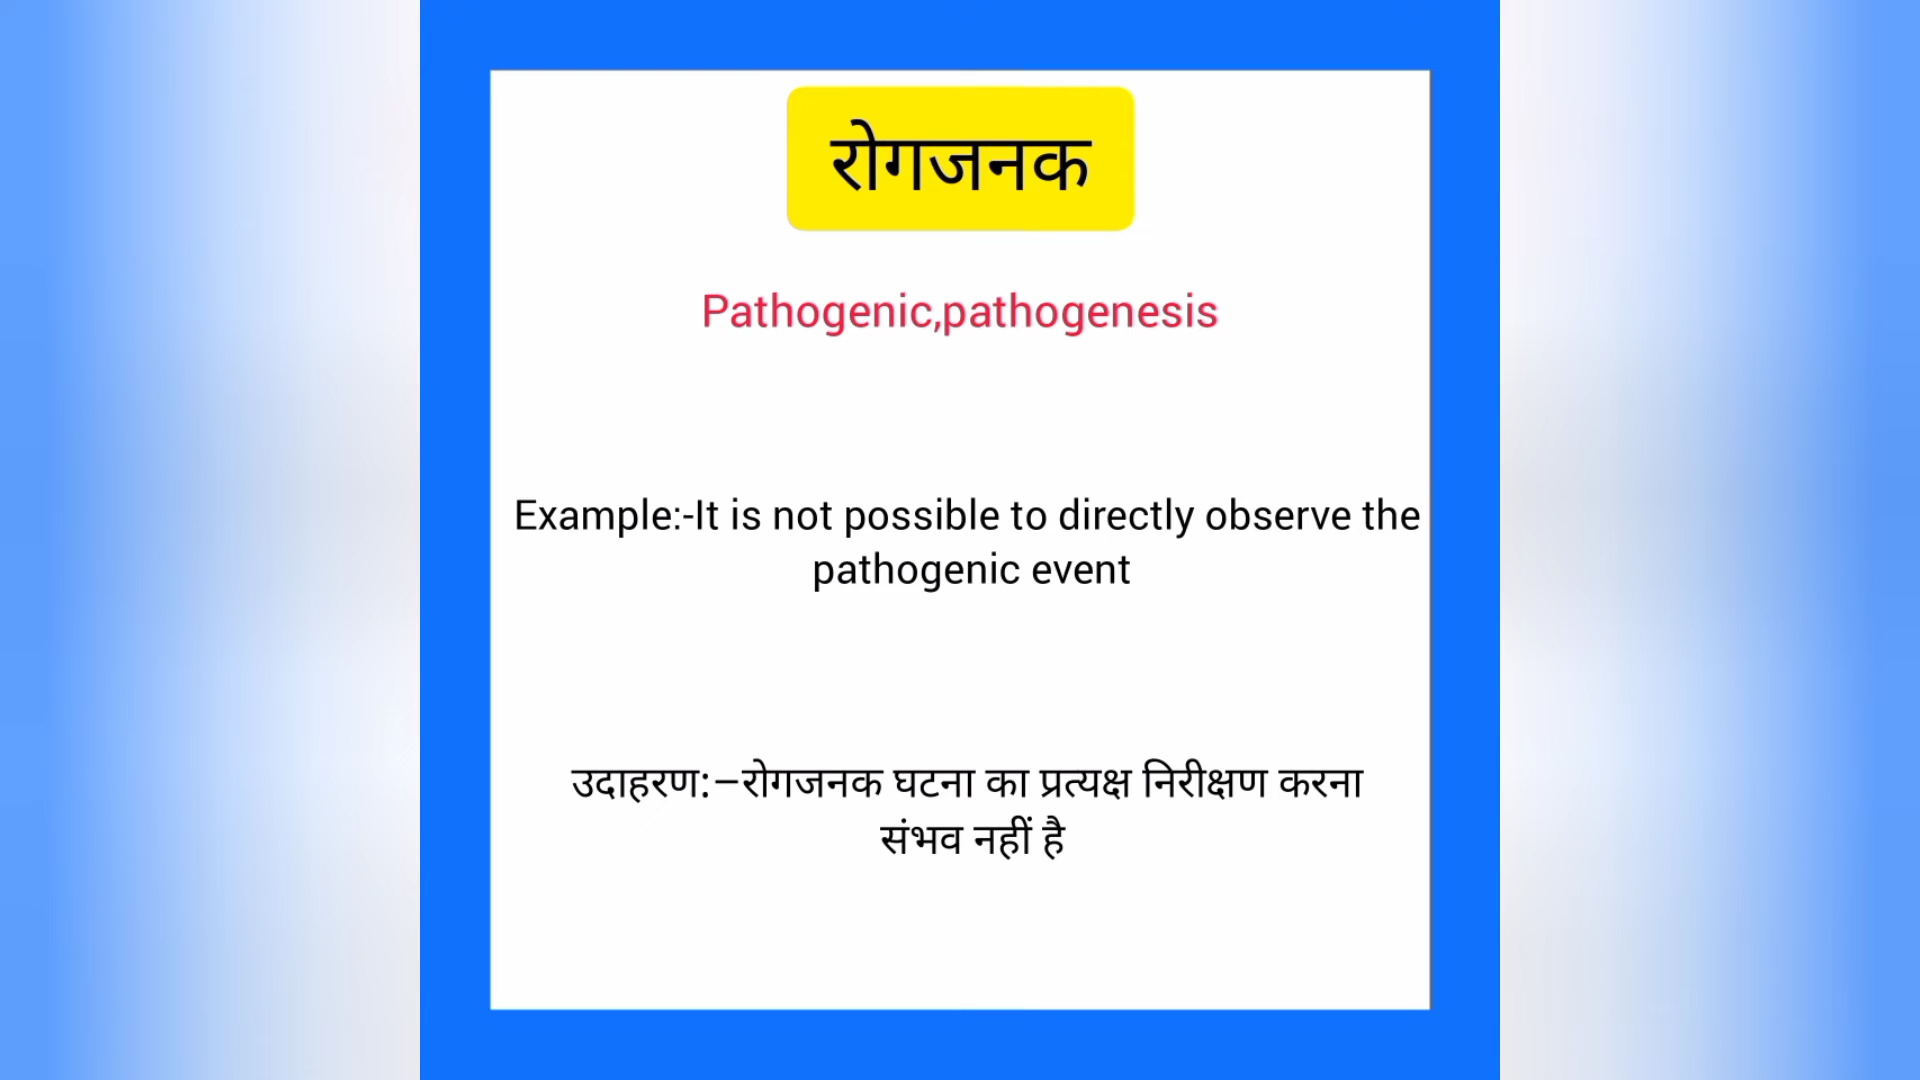 रोगजनक
Pathogenic,pathogenesis
Example:-It is not possible to directly observe the
pathogenic event
उदाहरण:–रोगजनक घटना का प्रत्यक्ष निरीक्षण करना
संभव नहीं है